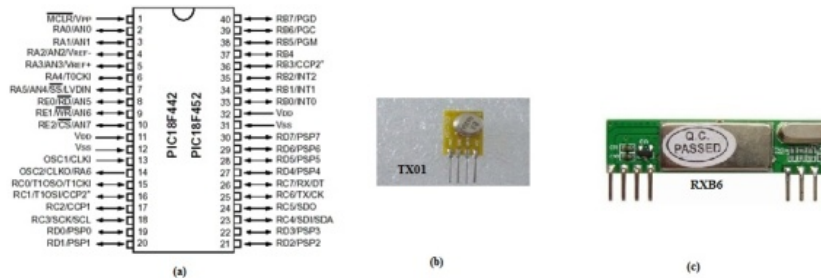 MCLR/VPP 1 40 RB7/PGD
RA0/AN0 2 39 RB6/PGC
RA1/AN1 3 38 RB5/PGM
RA2/AN2/VREF- 4 37 RB4
RA3/AN3/VREF+ 5 36 RB3/CCP2*
RA4/T0CKI 6 35 RB2/INT2
RA5/AN4/SS/LVDIN 7 34 RB1/INT1
RE0/RD/AN5 8 33 RB0/INT0
RE1/WR/AN6 9 32 VDD
RE2/CS/AN7 10 31 VSS
VDD 11 30 RD7/PSP7
VSS 12 29 RD6/PSP6
OSC1/CLKI 13 28 RD5/PSP5
OSC2/CLKO/RA6 14 27 RD4/PSP4
RC0/T1OSO/T1CKI 15 26 RC7/RX/DT
RC1/T1OSI/CCP2* 16 25 RC6/TX/CK
RC2/CCP1 17 24 RC5/SDO
RC3/SCK/SCL 18 23 RC4/SDI/SDA
RD0/PSP0 19 22 RD3/PSP3
RD1/PSP1 20 21 RD2/PSP2
PIC18F442
PIC18F452
(a)
TX01
(b)
Q.C.
PASSED
RXB6
(c)